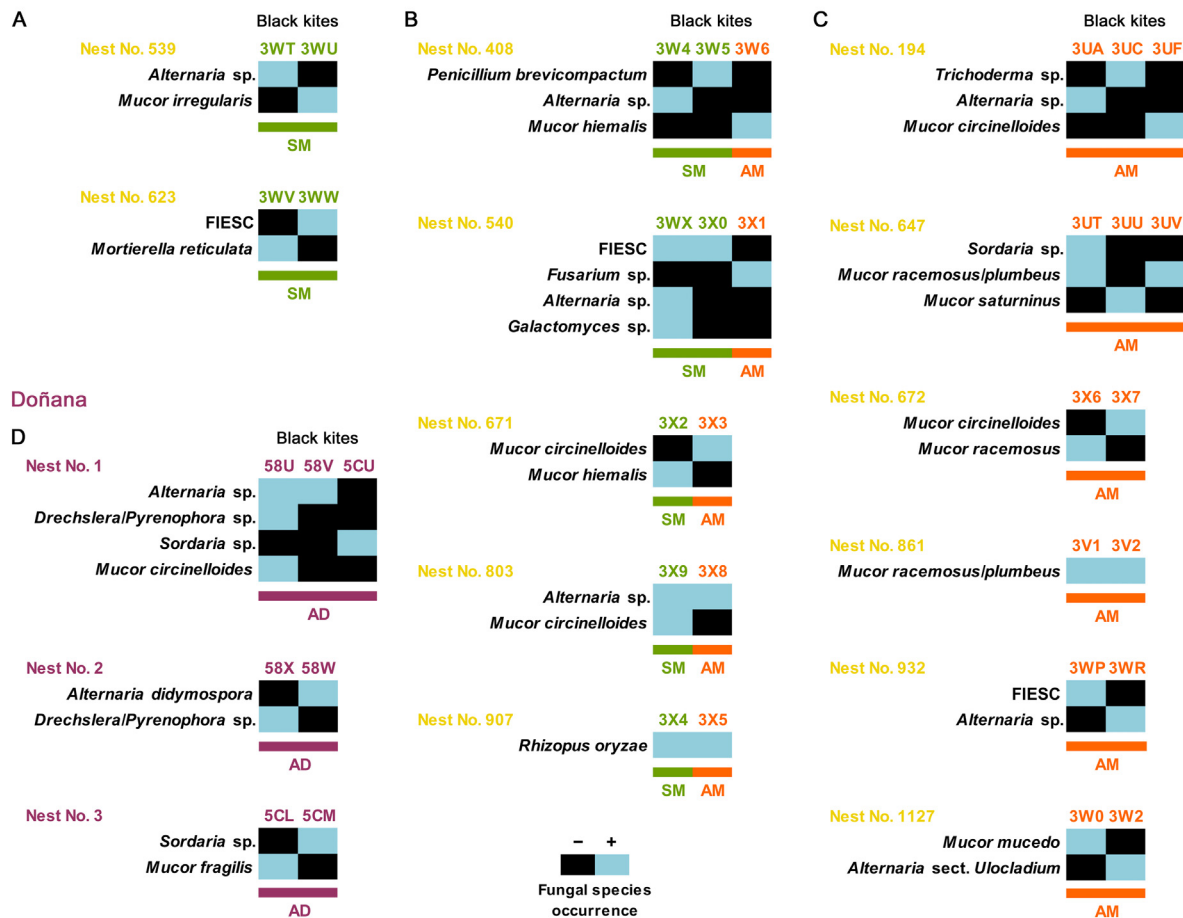 A
Black kites
Nest No. 539
3WT 3WU
Alternaria sp.
Mucor irregularis
SM
Nest No. 623
3WV 3WW
FIESC
Mortierella reticulata
SM
B
Black kites
Nest No. 408
3W4 3W5 3W6
Penicillium brevicompactum
Alternaria sp.
Mucor hiemalis
SM AM
Nest No. 540
3WX 3X0 3X1
FIESC
Fusarium sp.
Alternaria sp.
Galactomyces sp.
SM AM
Nest No. 671
3X2 3X3
Mucor circinelloides
Mucor hiemalis
SM AM
Nest No. 803
3X9 3X8
Alternaria sp.
Mucor circinelloides
SM AM
Nest No. 907
3X4 3X5
Rhizopus oryzae
SM AM
C
Black kites
Nest No. 194
3UA 3UC 3UF
Trichoderma sp.
Alternaria sp.
Mucor circinelloides
AM
Nest No. 647
3UT 3UU 3UV
Sordaria sp.
Mucor racemosus/plumbeus
Mucor saturninus
AM
Nest No. 672
3X6 3X7
Mucor circinelloides
Mucor racemosus
AM
Nest No. 861
3V1 3V2
Mucor racemosus/plumbeus
AM
Nest No. 932
3WP 3WR
FIESC
Alternaria sp.
AM
Nest No. 1127
3W0 3W2
Mucor mucedo
Alternaria sect. Ulocladium
AM
Doñana
D
Black kites
Nest No. 1
58U 58V 5CU
Alternaria sp.
Drechslera/Pyrenophora sp.
Sordaria sp.
Mucor circinelloides
AD
Nest No. 2
58X 58W
Alternaria didymospora
Drechslera/Pyrenophora sp.
AD
Nest No. 3
5CL 5CM
Sordaria sp.
Mucor fragilis
AD
− +
Fungal species
occurrence